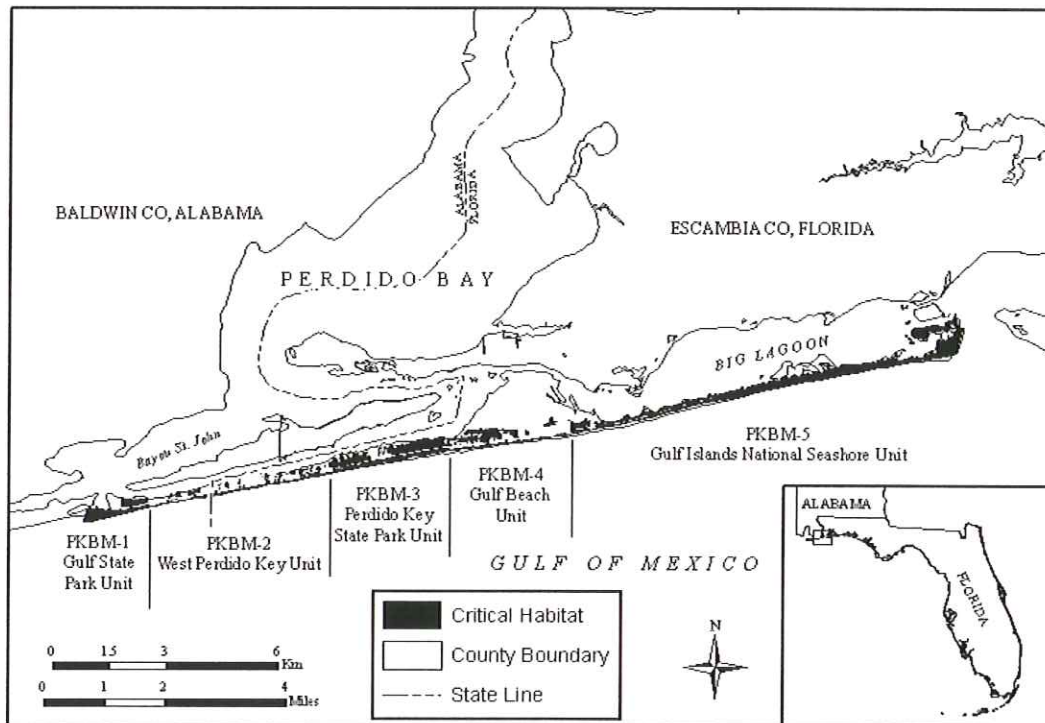 ALABAMA
FLORIDA
BALDWIN CO, ALABAMA
ESCAMBIA CO, FLORIDA
PERDIDO BAY
BIG LAGOON
Bayou St. John
PKBM-1
Gulf State
Park Unit
PKBM-2
West Perdido Key Unit
PKBM-3
Perdido Key
State Park Unit
PKBM-4
Gulf Beach
Unit
PKBM-5
Gulf Islands National Seashore Unit
GULF OF MEXICO
Critical Habitat
County Boundary
State Line
0 1.5 3 6
Km
0 1 2 4
Miles
N
ALABAMA
FLORIDA